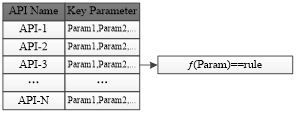 API Name Key Parameter
API-1 Param1,Param2,...
API-2 Param1,Param2,...
API-3 Param1,Param2,...
... ...
API-N Param1,Param2,...
f(Param)==rule